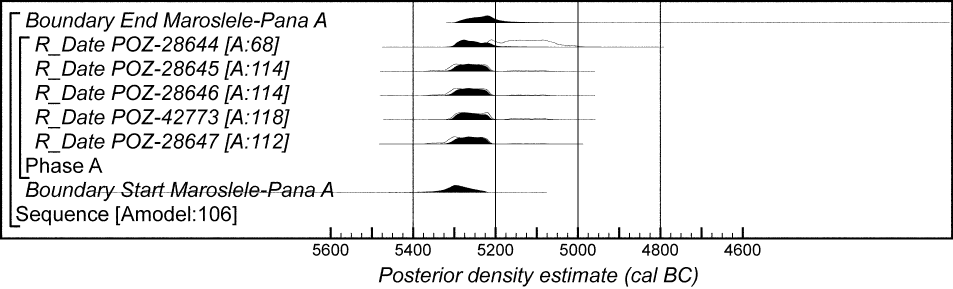 Boundary End Maroslele-Pana A
R_Date POZ-28644 [A:68]
R_Date POZ-28645 [A:114]
R_Date POZ-28646 [A:114]
R_Date POZ-42773 [A:118]
R_Date POZ-28647 [A:112]
Phase A
Boundary Start Maroslele-Pana A
Sequence [Amodel:106]
5600 5400 5200 5000 4800 4600
Posterior density estimate (cal BC)